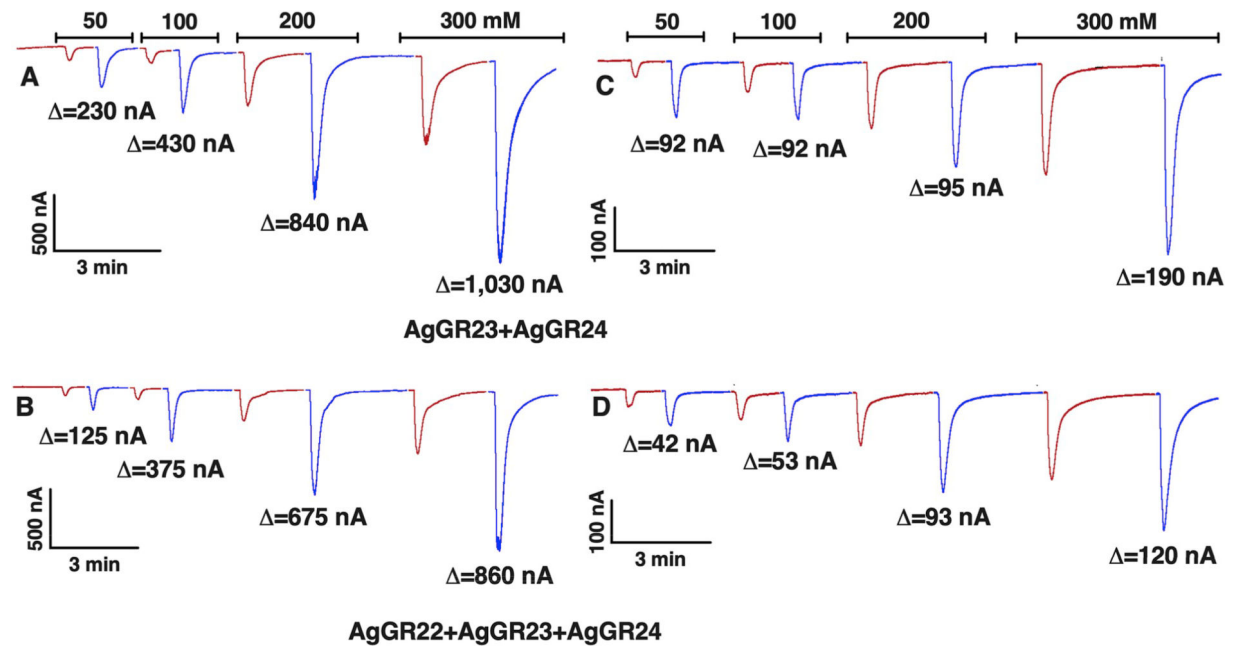 50 100 200 300 mM
A
Δ=230 nA
Δ=430 nA
Δ=840 nA
Δ=1,030 nA
500 nA
3 min
50 100 200 300 mM
C
Δ=92 nA
Δ=92 nA
Δ=95 nA
Δ=190 nA
100 nA
3 min
AgGR23+AgGR24
B
Δ=125 nA
Δ=375 nA
Δ=675 nA
Δ=860 nA
500 nA
3 min
D
Δ=42 nA
Δ=53 nA
Δ=93 nA
Δ=120 nA
100 nA
3 min
AgGR22+AgGR23+AgGR24